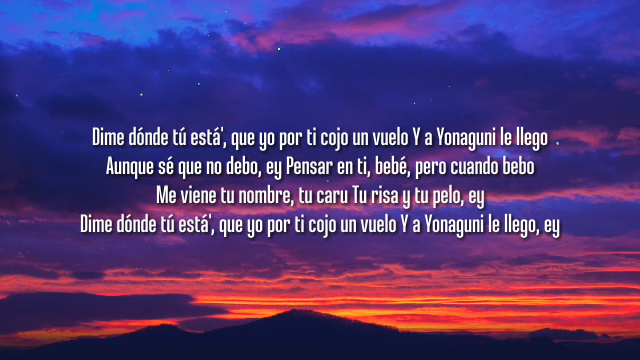 Dime dónde tú está', que yo por ti cojo un vuelo Y a Yonaguni le llego
Aunque sé que no debo, ey Pensar en ti, bebé, pero cuando bebo
Me viene tu nombre, tu caru Tu risa y tu pelo, ey
Dime dónde tú está', que yo por ti cojo un vuelo Y a Yonaguni le llego, ey